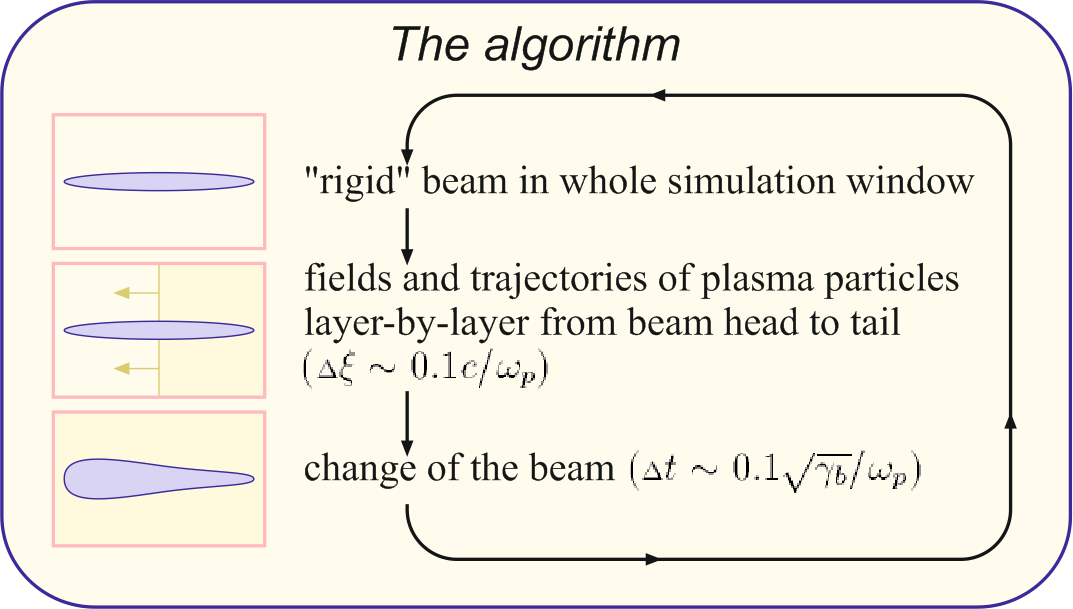 The algorithm
"rigid" beam in whole simulation window
fields and trajectories of plasma particles
layer-by-layer from beam head to tail
(Δξ ~ 0.1c/ωₚ)
change of the beam (Δt ~ 0.1√γ_b/ωₚ)